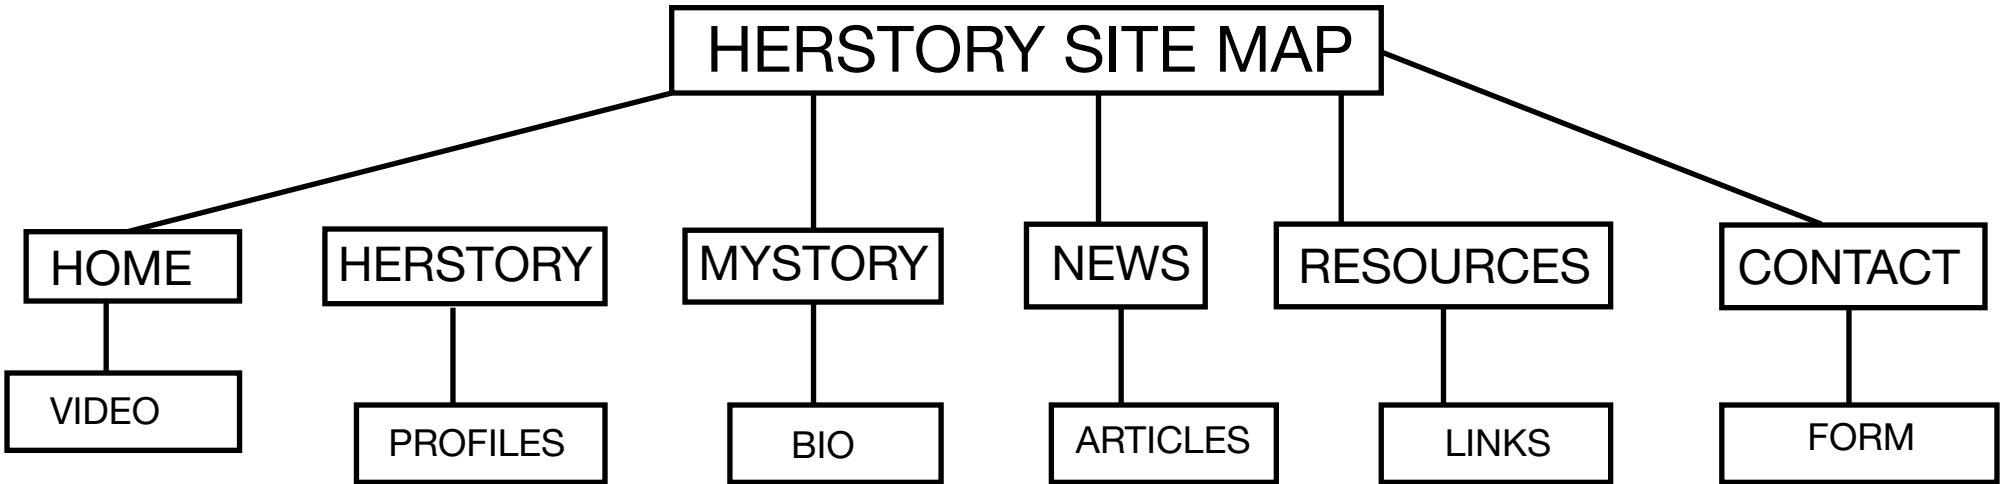 HERSTORY SITE MAP
HOME
HERSTORY
MYSTORY
NEWS
RESOURCES
CONTACT
VIDEO
PROFILES
BIO
ARTICLES
LINKS
FORM